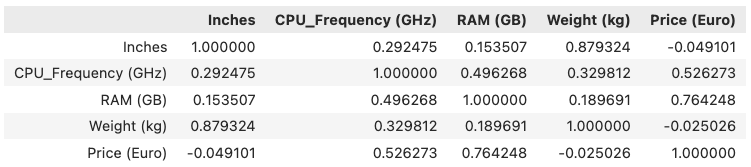 Inches CPU_Frequency (GHz) RAM (GB) Weight (kg) Price (Euro)
Inches 1.000000 0.292475 0.153507 0.879324 -0.049101
CPU_Frequency (GHz) 0.292475 1.000000 0.496268 0.329812 0.526273
RAM (GB) 0.153507 0.496268 1.000000 0.189691 0.764248
Weight (kg) 0.879324 0.329812 0.189691 1.000000 -0.025026
Price (Euro) -0.049101 0.526273 0.764248 -0.025026 1.000000